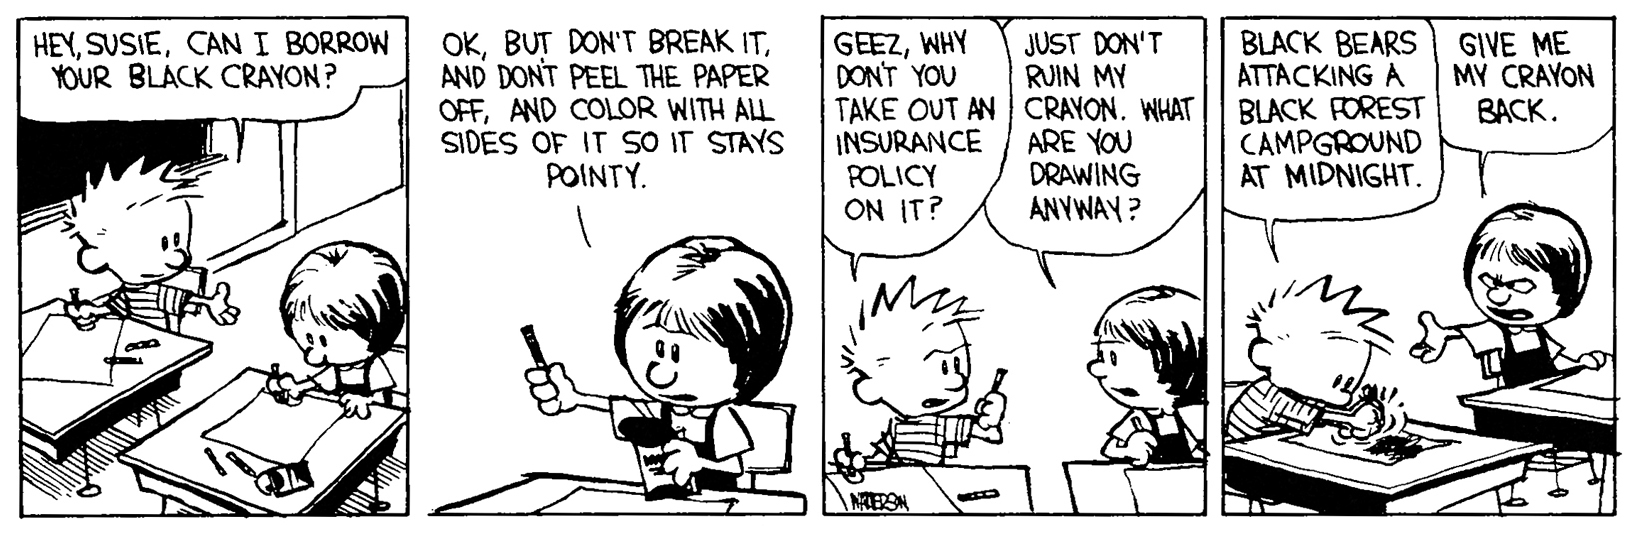 HEY, SUSIE, CAN I BORROW
YOUR BLACK CRAYON?
OK, BUT DON'T BREAK IT,
AND DON'T PEEL THE PAPER
OFF, AND COLOR WITH ALL
SIDES OF IT SO IT STAYS
POINTY.
GEEZ, WHY
DON'T YOU
TAKE OUT AN
INSURANCE
POLICY
ON IT?
JUST DON'T
RUIN MY
CRAYON. WHAT
ARE YOU
DRAWING
ANYWAY?
WATTERSON
BLACK BEARS
ATTACKING A
BLACK FOREST
CAMPGROUND
AT MIDNIGHT.
GIVE ME
MY CRAYON
BACK.